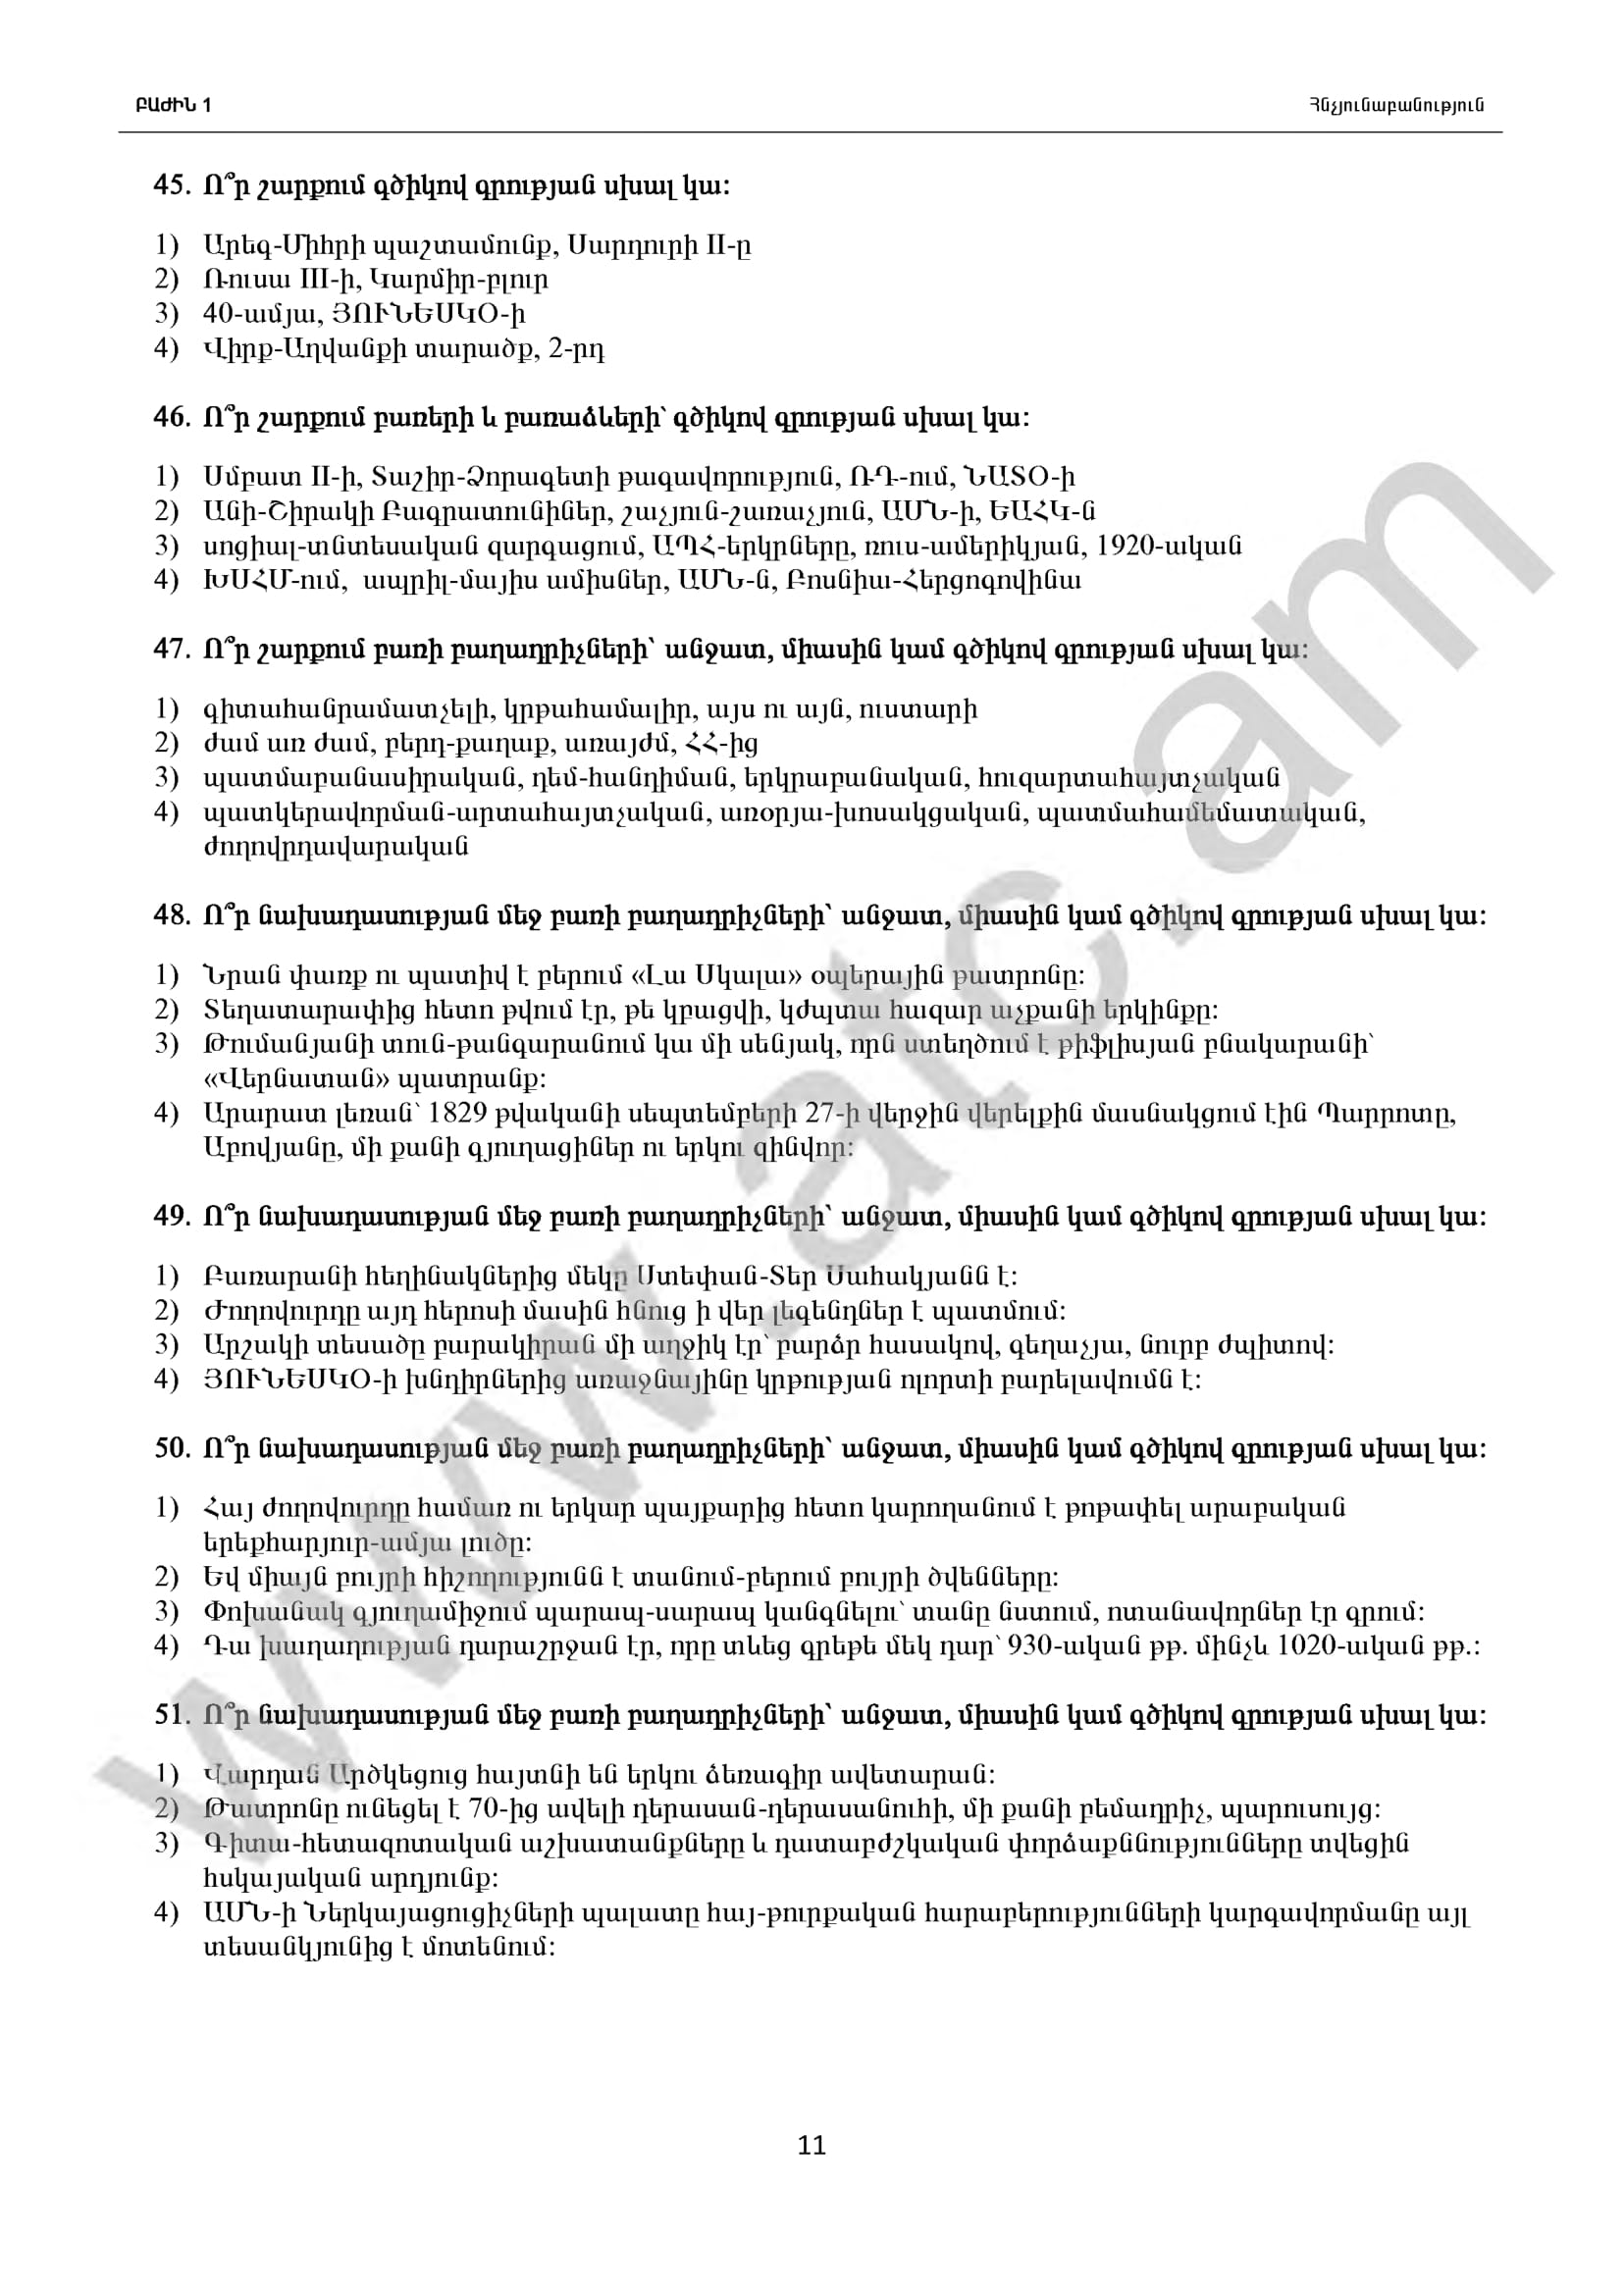 ԲԱԺԻՆ 1
Հնչյունաբանություն
45. Ո՞ր շարքում գծիկով գրության սխալ կա:
1) Արեգ-Միհրի պաշտամունք, Սարդուրի II-ը
2) Ռուսա III-ի, Կարմիր-բլուր
3) 40-ամյա, ՅՈՒՆԵՍԿՕ-ի
4) Վիրք-Աղվանքի տարածք, 2-րդ
46. Ո՞ր շարքում բառերի և բառաձևերի՝ գծիկով գրության սխալ կա:
1) Սմբատ II-ի, Տաշիր-Ձորագետի թագավորություն, ՌԴ-ում, ՆԱՏՕ-ի
2) Անի-Շիրակի Բագրատունիներ, շաչյուն-շառաչյուն, ԱՄՆ-ի, ԵԱՀԿ-ն
3) սոցիալ-տնտեսական զարգացում, ԱՊՀ-երկրները, ռուս-ամերիկյան, 1920-ական
4) ԽՍՀՄ-ում, ապրիլ-մայիս ամիսներ, ԱՄՆ-ն, Բոսնիա-Հերցոգովինա
47. Ո՞ր շարքում բառի բաղադրիչների՝ անջատ, միասին կամ գծիկով գրության սխալ կա:
1) գիտահանրամատչելի, կրթահամալիր, այս ու այն, ուստարի
2) ժամ առ ժամ, բերդ-քաղաք, առայժմ, ՀՀ-ից
3) պատմաբանասիրական, դեմ-հանդիման, երկրաբանական, հուզարտահայտչական
4) պատկերավորման-արտահայտչական, առօրյա-խոսակցական, պատմահամեմատական,
ժողովրդավարական
48. Ո՞ր նախադասության մեջ բառի բաղադրիչների՝ անջատ, միասին կամ գծիկով գրության սխալ կա:
1) Նրան փառք ու պատիվ է բերում «Լա Սկալա» օպերային թատրոնը:
2) Տեղատարափից հետո թվում էր, թե կբացվի, կժպտա հազար աչքանի երկինքը:
3) Թումանյանի տուն-թանգարանում կա մի սենյակ, որն ստեղծում է թիֆլիսյան բնակարանի՝
«Վերնատան» պատրանք:
4) Արարատ լեռան՝ 1829 թվականի սեպտեմբերի 27-ի վերջին վերելքին մասնակցում էին Պարրոտը,
Աբովյանը, մի քանի գյուղացիներ ու երկու զինվոր:
49. Ո՞ր նախադասության մեջ բառի բաղադրիչների՝ անջատ, միասին կամ գծիկով գրության սխալ կա:
1) Բառարանի հեղինակներից մեկը Ստեփան-Տեր Սահակյանն է:
2) Ժողովուրդը այդ հերոսի մասին հնուց ի վեր լեգենդներ է պատմում:
3) Արշակի տեսածը բարակիրան մի աղջիկ էր՝ բարձր հասակով, գեղաչյա, նուրբ ժպիտով:
4) ՅՈՒՆԵՍԿՕ-ի խնդիրներից առաջնայինը կրթության ոլորտի բարելավումն է:
50. Ո՞ր նախադասության մեջ բառի բաղադրիչների՝ անջատ, միասին կամ գծիկով գրության սխալ կա:
1) Հայ ժողովուրդը համառ ու երկար պայքարից հետո կարողանում է թոթափել արաբական
երեքհարյուր-ամյա լուծը:
2) Եվ միայն բույրի հիշողությունն է տանում-բերում բույրի ծվենները:
3) Փոխանակ գյուղամիջում պարապ-սարապ կանգնելու՝ տանը նստում, ոտանավորներ էր գրում:
4) Դա խաղաղության դարաշրջան էր, որը տևեց գրեթե մեկ դար՝ 930-ական թթ. մինչև 1020-ական թթ.:
51. Ո՞ր նախադասության մեջ բառի բաղադրիչների՝ անջատ, միասին կամ գծիկով գրության սխալ կա:
1) Վարդան Արծկեցուց հայտնի են երկու ձեռագիր ավետարան:
2) Թատրոնը ունեցել է 70-ից ավելի դերասան-դերասանուհի, մի քանի բեմադրիչ, պարուսույց:
3) Գիտա-հետազոտական աշխատանքները և դատաբժշկական փորձաքննությունները տվեցին
հսկայական արդյունք:
4) ԱՄՆ-ի Ներկայացուցիչների պալատը հայ-թուրքական հարաբերությունների կարգավորմանը այլ
տեսանկյունից է մոտենում:
www.atc.am
11